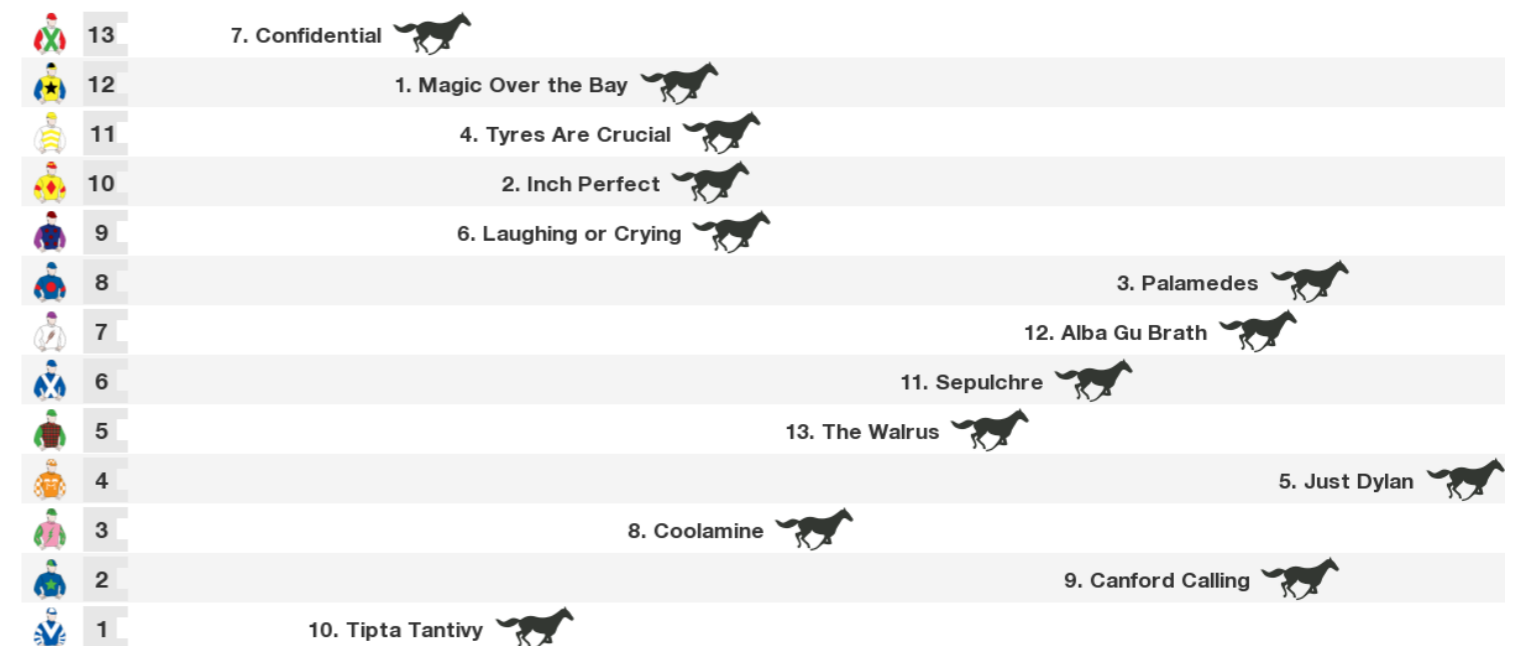 13 7. Confidential
12 1. Magic Over the Bay
11 4. Tyres Are Crucial
10 2. Inch Perfect
9 6. Laughing or Crying
8 3. Palamedes
7 12. Alba Gu Brath
6 11. Sepulchre
5 13. The Walrus
4 5. Just Dylan
3 8. Coolamine
2 9. Canford Calling
1 10. Tipta Tantivy